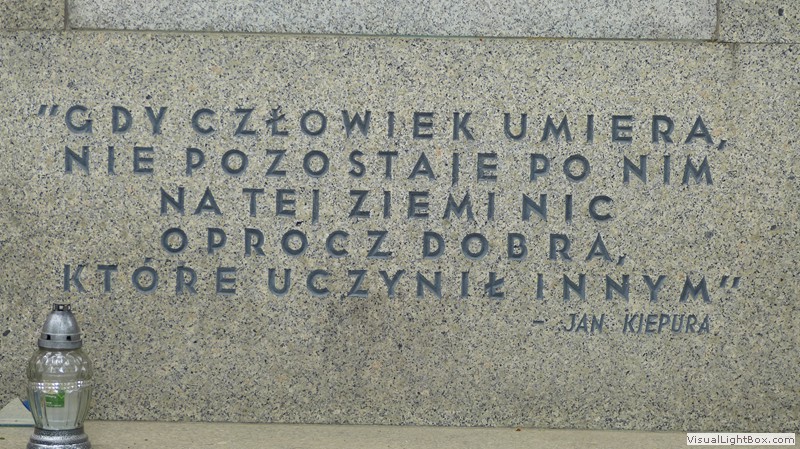 "GDY CZŁOWIEK UMIERA,
NIE POZOSTAJE PO NIM
NA TEJ ZIEMI NIC
OPRÓCZ DOBRA,
KTÓRE UCZYNIŁ INNYM"
- JAN KIEPURA
VisualLightBox.com